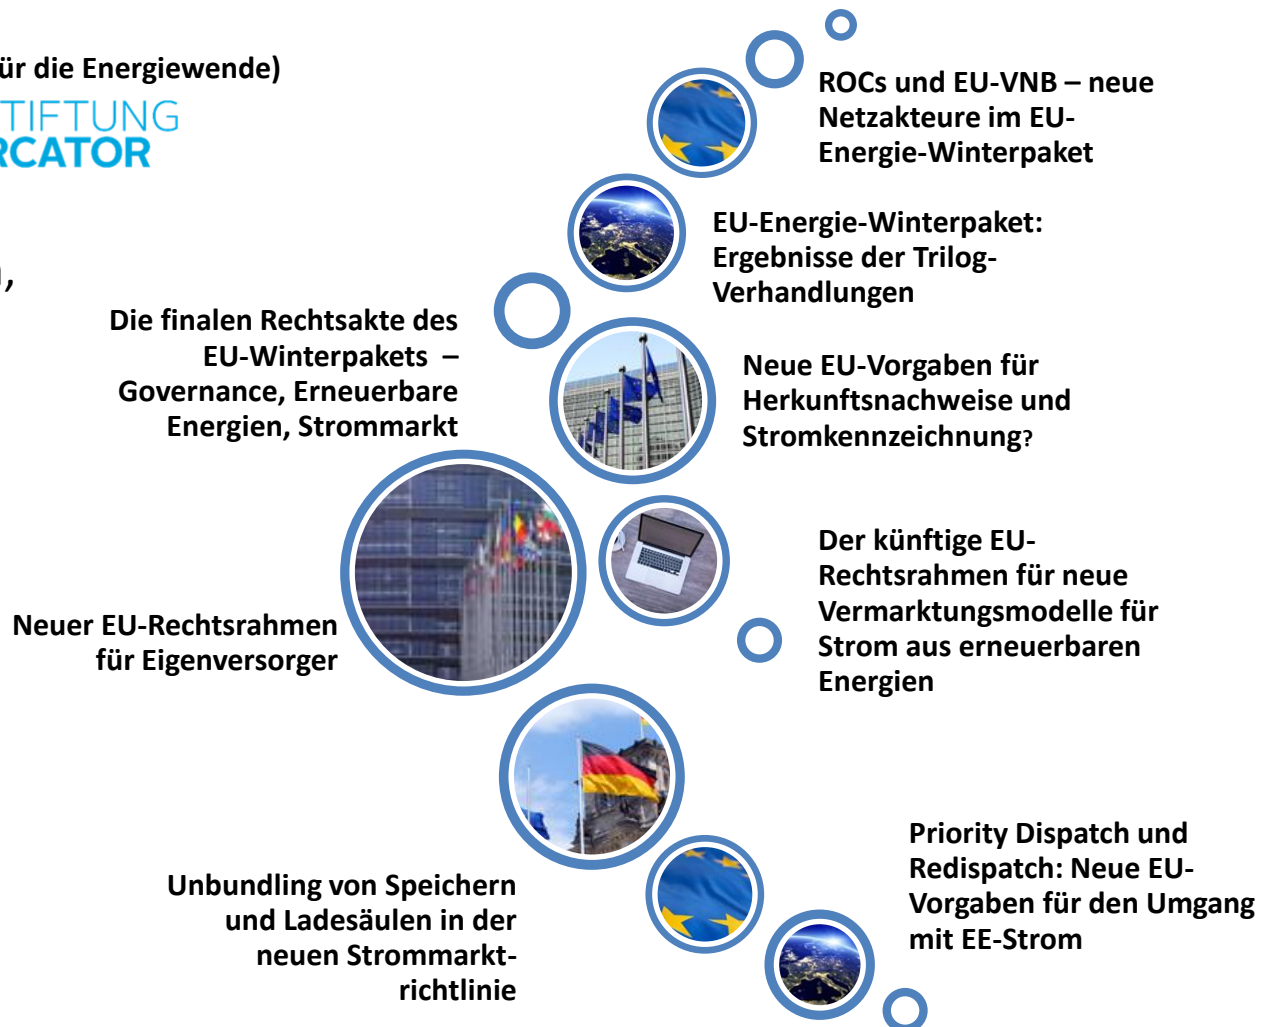 ür die Energiewende)
TIFTUNG
RCATOR
,
ROCs und EU-VNB – neue
Netzakteure im EU-
Energie-Winterpaket
EU-Energie-Winterpaket:
Ergebnisse der Trilog-
Verhandlungen
Die finalen Rechtsakte des
EU-Winterpakets –
Governance, Erneuerbare
Energien, Strommarkt
Neue EU-Vorgaben für
Herkunftsnachweise und
Stromkennzeichnung?
Der künftige EU-
Rechtsrahmen für neue
Vermarktungsmodelle für
Strom aus erneuerbaren
Energien
Neuer EU-Rechtsrahmen
für Eigenversorger
Priority Dispatch und
Redispatch: Neue EU-
Vorgaben für den Umgang
mit EE-Strom
Unbundling von Speichern
und Ladesäulen in der
neuen Strommarkt-
richtlinie